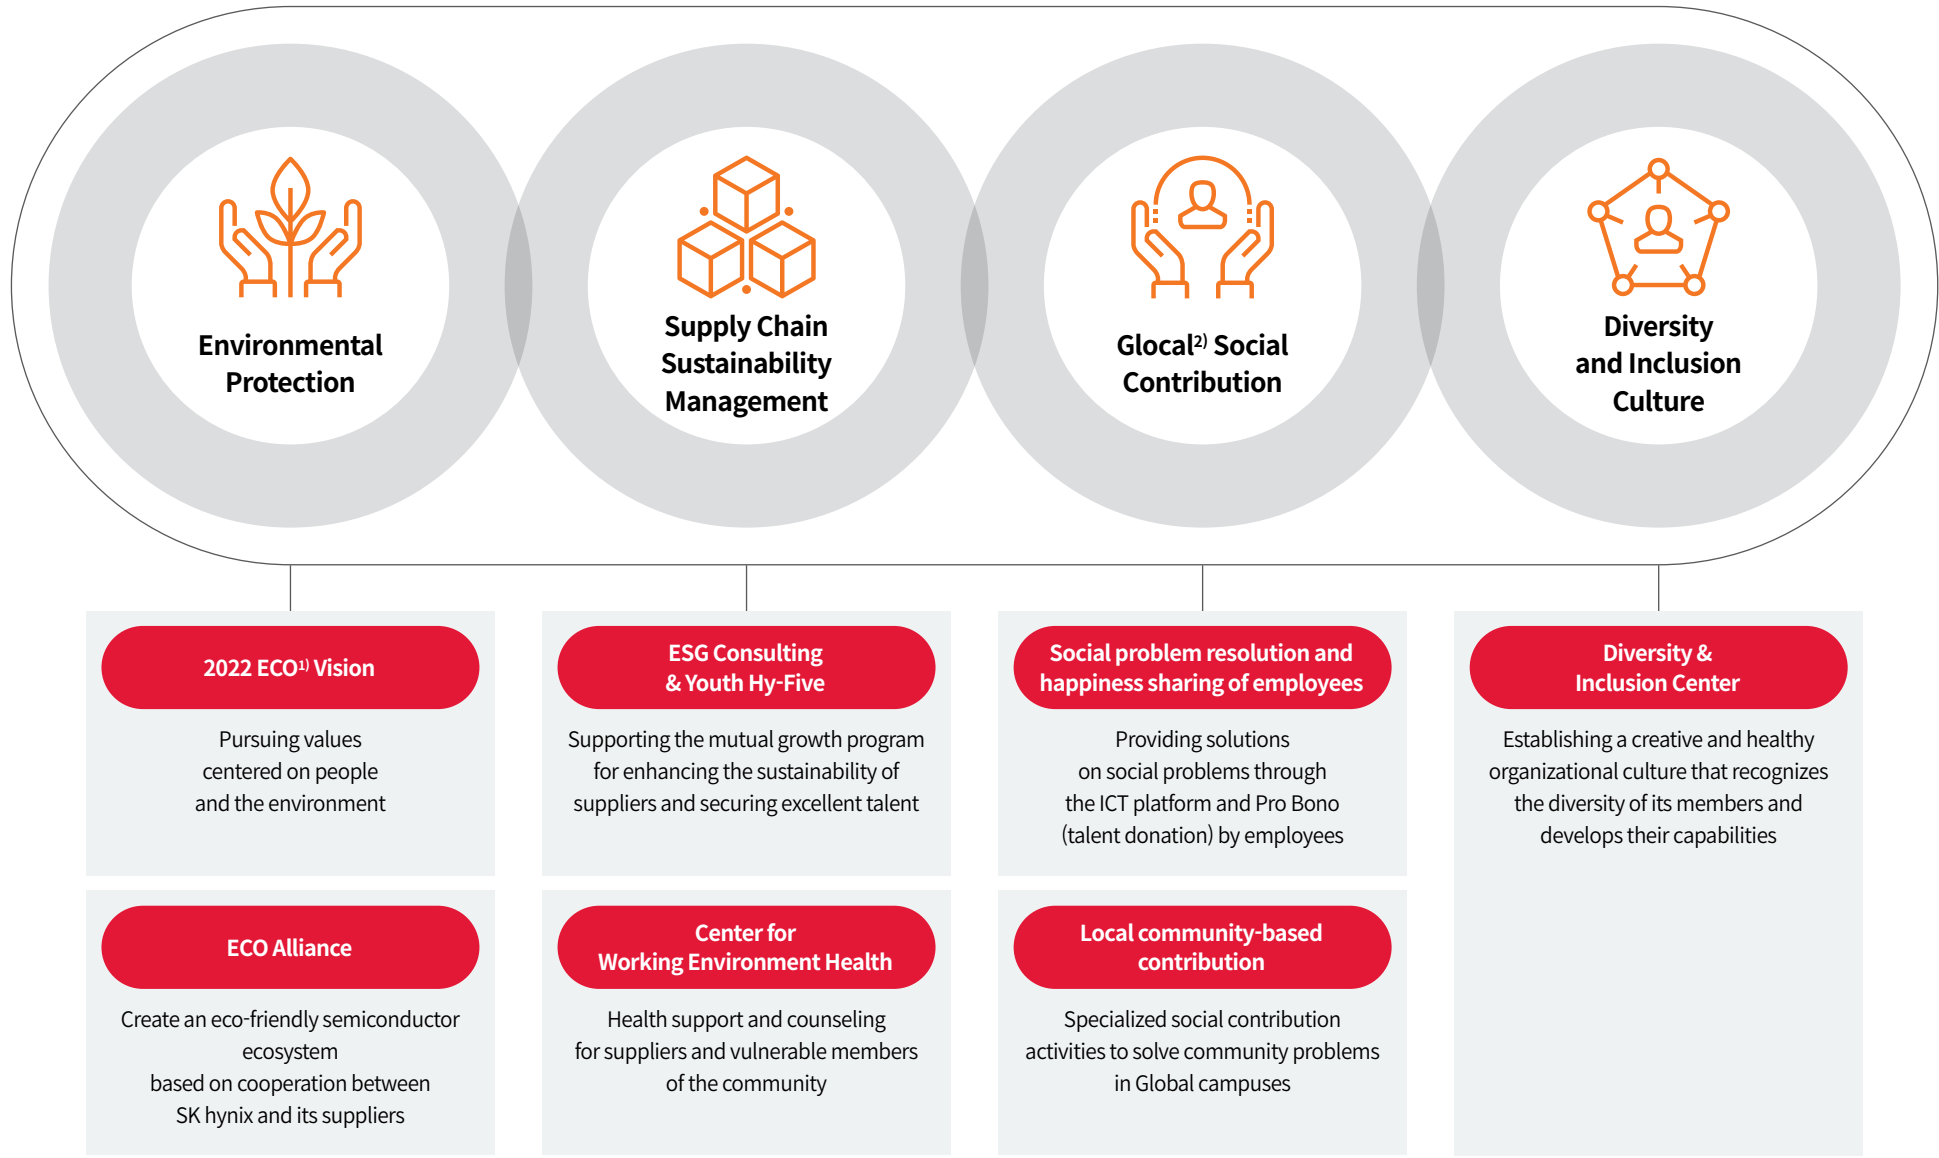 Environmental
Protection
Supply Chain
Sustainability
Management
Glocal2) Social
Contribution
Diversity
and Inclusion
Culture
2022 ECO1) Vision
Pursuing values
centered on people
and the environment
ECO Alliance
Create an eco-friendly semiconductor
ecosystem
based on cooperation between
SK hynix and its suppliers
ESG Consulting
& Youth Hy-Five
Supporting the mutual growth program
for enhancing the sustainability of
suppliers and securing excellent talent
Center for
Working Environment Health
Health support and counseling
for suppliers and vulnerable members
of the community
Social problem resolution and
happiness sharing of employees
Providing solutions
on social problems through
the ICT platform and Pro Bono
(talent donation) by employees
Local community-based
contribution
Specialized social contribution
activities to solve community problems
in Global campuses
Diversity &
Inclusion Center
Establishing a creative and healthy
organizational culture that recognizes
the diversity of its members and
develops their capabilities